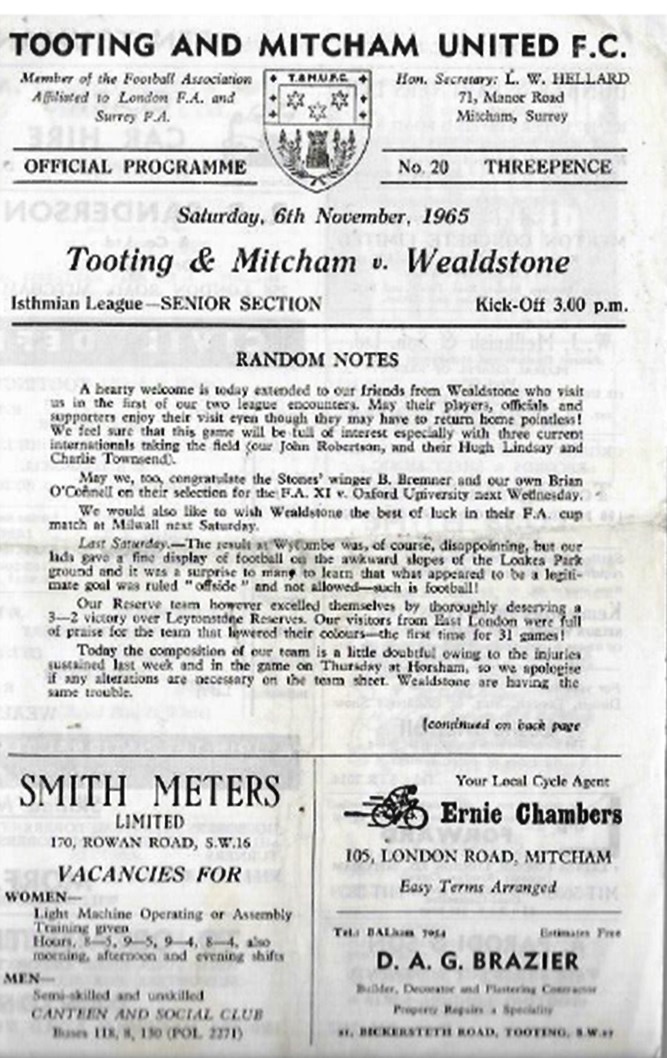 TOOTING AND MITCHAM UNITED F.C.
Member of the Football Association
Affiliated to London F.A. and
Surrey F.A.
T.&M.U.F.C.
Hon. Secretary: L. W. HELLARD
71, Manor Road
Mitcham, Surrey
OFFICIAL PROGRAMME
No. 20 THREEPENCE
Saturday, 6th November, 1965
Tooting & Mitcham v. Wealdstone
Isthmian League—SENIOR SECTION Kick-Off 3.00 p.m.
RANDOM NOTES
A hearty welcome is today extended to our friends from Wealdstone who visit
us in the first of our two league encounters. May their players, officials and
supporters enjoy their visit even though they may have to return home pointless!
We feel sure that this game will be full of interest especially with three current
internationals taking the field (our John Robertson, and their Hugh Lindsay and
Charlie Townsend).
May we, too, congratulate the Stones' winger B. Bremner and our own Brian
O'Connell on their selection for the F.A. XI v. Oxford University next Wednesday.
We would also like to wish Wealdstone the best of luck in their F.A. cup
match at Milwall next Saturday.
Last Saturday.—The result at Wycombe was, of course, disappointing, but our
lads gave a fine display of football on the awkward slopes of the Loakes Park
ground and it was a surprise to many to learn that what appeared to be a legiti-
mate goal was ruled "offside" and not allowed—such is football!
Our Reserve team however excelled themselves by thoroughly deserving a
3—2 victory over Leytonstone Reserves. Our visitors from East London were full
of praise for the team that lowered their colours—the first time for 31 games!
Today the composition of our team is a little doubtful owing to the injuries
sustained last week and in the game on Thursday at Horsham, so we apologise
if any alterations are necessary on the team sheet. Wealdstone are having the
same trouble.
(continued on back page
SMITH METERS
LIMITED
170, ROWAN ROAD, S.W.16
VACANCIES FOR
WOMEN—
Light Machine Operating or Assembly
Training given
Hours, 8—5, 9—5, 9—4, 8—4, also
morning, afternoon and evening shifts
MEN—
Semi-skilled and unskilled
CANTEEN AND SOCIAL CLUB
Buses 118, 8, 130 (POL 2271)
Your Local Cycle Agent
Ernie Chambers
105, LONDON ROAD, MITCHAM
Easy Terms Arranged
Tel.: BALham 7954 Estimates Free
D. A. G. BRAZIER
Builder, Decorator and Plastering Contractor
Property Repairs a Speciality
BICKERSTETH ROAD, TOOTING, S.W.17